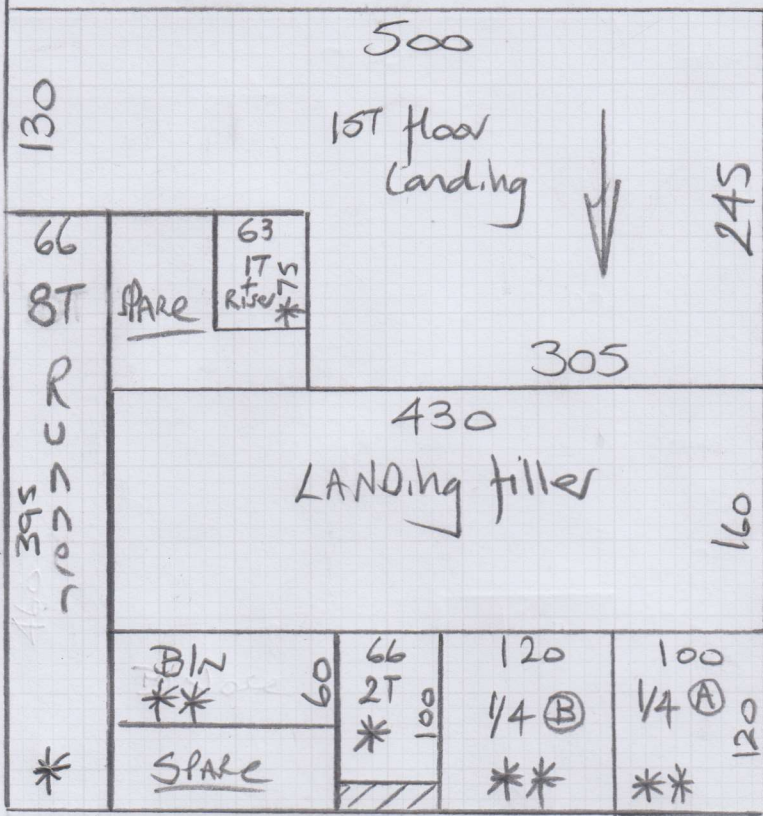 500
130
1ST floor
Landing
245
66
8T
SPARE
63
1T
+
Riser
75
*
305
430
LANDing filler
160
395
*
B/N
**
60
SPARE
66
2T
*
100
120
1/4 B
**
100
1/4 A
120
**